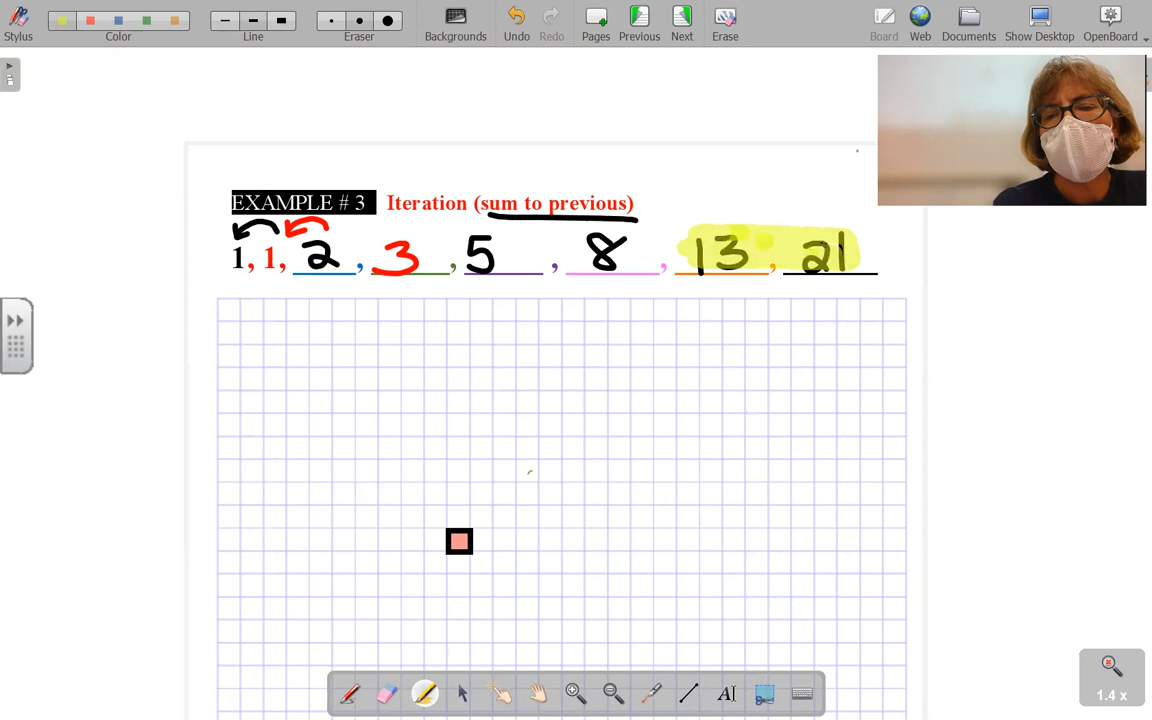 Stylus Color Line Eraser Backgrounds Undo Redo Pages Previous Next Erase Board Web Documents Show Desktop OpenBoard
EXAMPLE # 3 Iteration (sum to previous)
1, 1, 2, 3, 5, 8, 13, 21
1.4 x